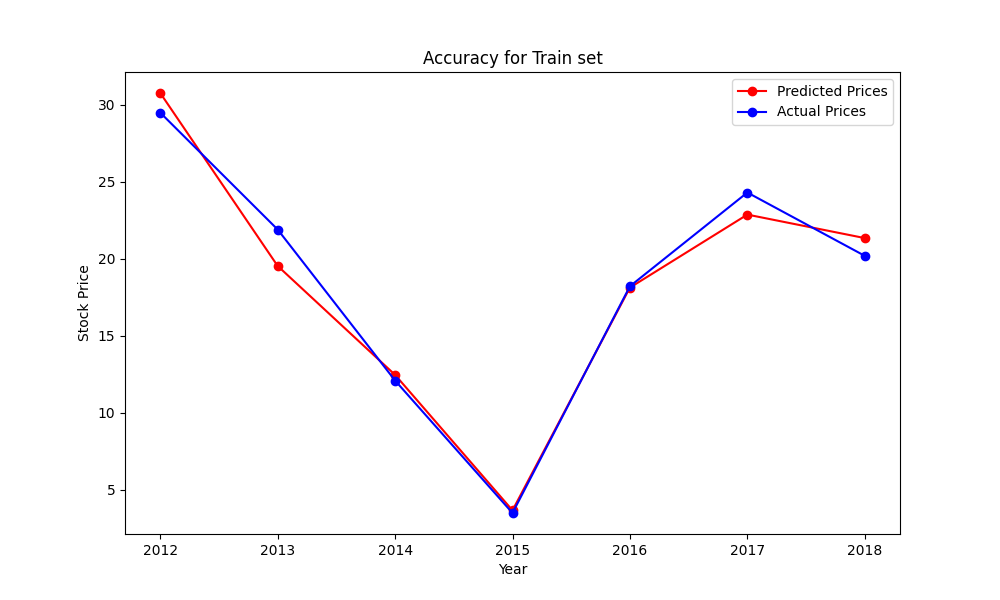 Accuracy for Train set
Predicted Prices
Actual Prices
30
25
20
15
10
5
Stock Price
2012 2013 2014 2015 2016 2017 2018
Year